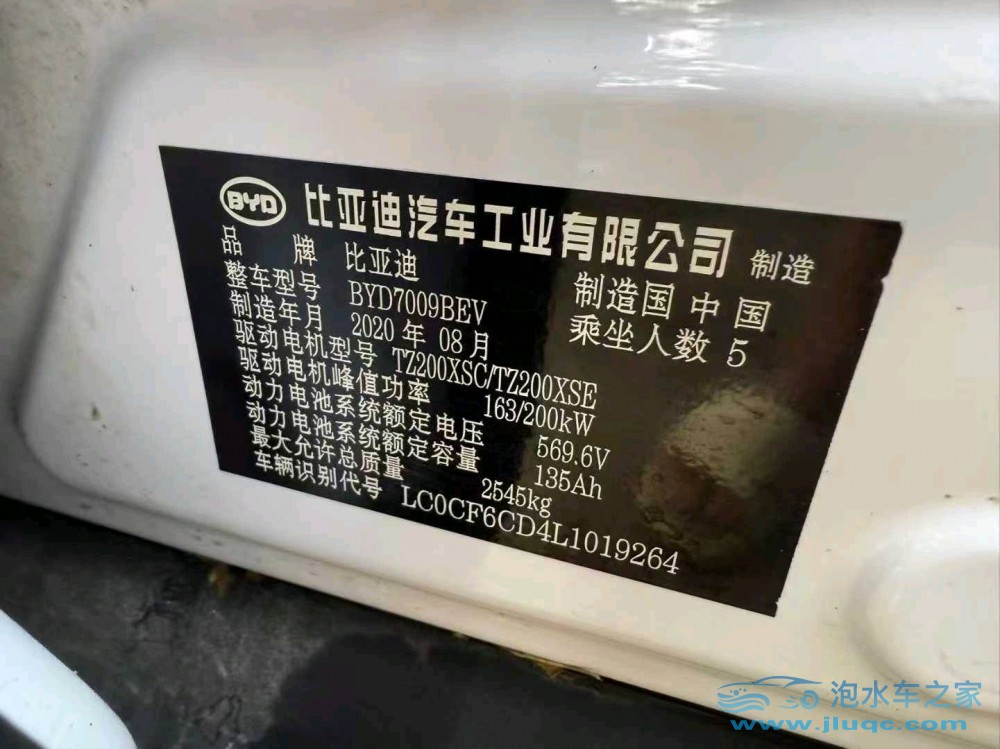 BYD 比亚迪汽车工业有限公司 制造
品牌 比亚迪 制造国 中国
整车型号 BYD7009BEV 乘坐人数 5
制造年月 2020 年 08 月
驱动电机型号 TZ200XSC/TZ200XSE
驱动电机峰值功率 163/200kW
动力电池系统额定电压 569.6V
动力电池系统额定容量 135Ah
最大允许总质量 2545kg
车辆识别代号 LC0CF6CD4L1019264
泡水车之家
www.jluqc.com